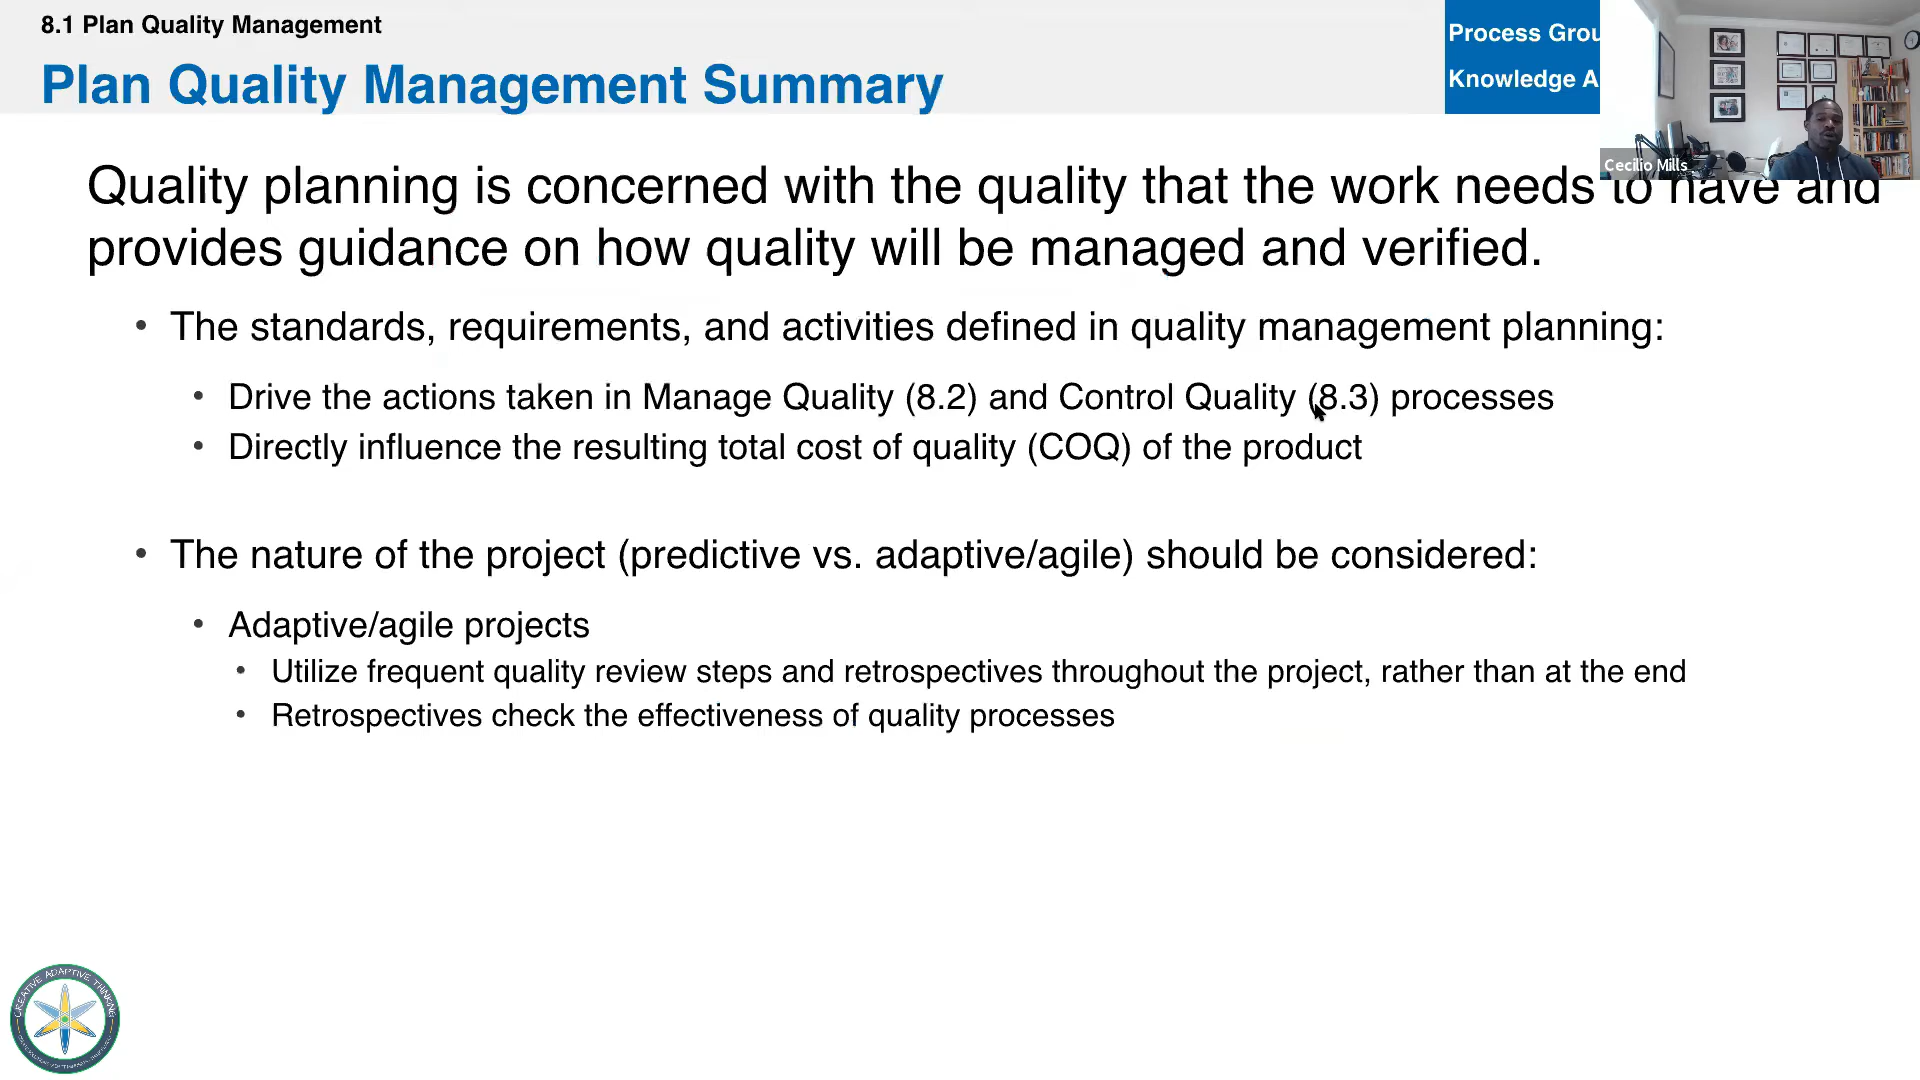 8.1 Plan Quality Management
Plan Quality Management Summary
Process Grou
Knowledge A
Cecilio Mills
Quality planning is concerned with the quality that the work needs to have and
provides guidance on how quality will be managed and verified.
• The standards, requirements, and activities defined in quality management planning:
• Drive the actions taken in Manage Quality (8.2) and Control Quality (8.3) processes
• Directly influence the resulting total cost of quality (COQ) of the product
• The nature of the project (predictive vs. adaptive/agile) should be considered:
• Adaptive/agile projects
• Utilize frequent quality review steps and retrospectives throughout the project, rather than at the end
• Retrospectives check the effectiveness of quality processes
CREATIVE ADAPTIVE THINKING